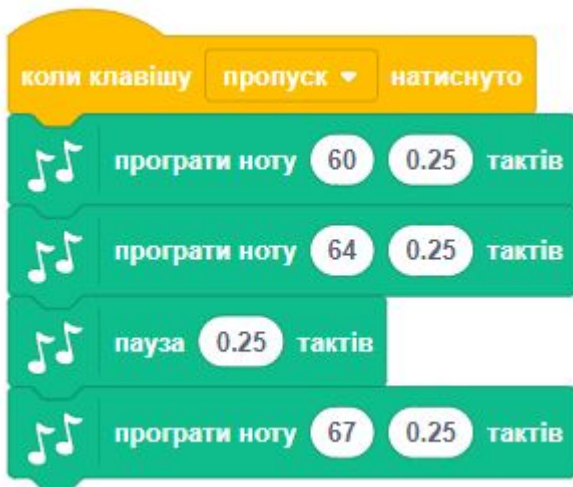 коли клавішу пропуск натиснуто
програти ноту 60 0.25 тактів
програти ноту 64 0.25 тактів
пауза 0.25 тактів
програти ноту 67 0.25 тактів